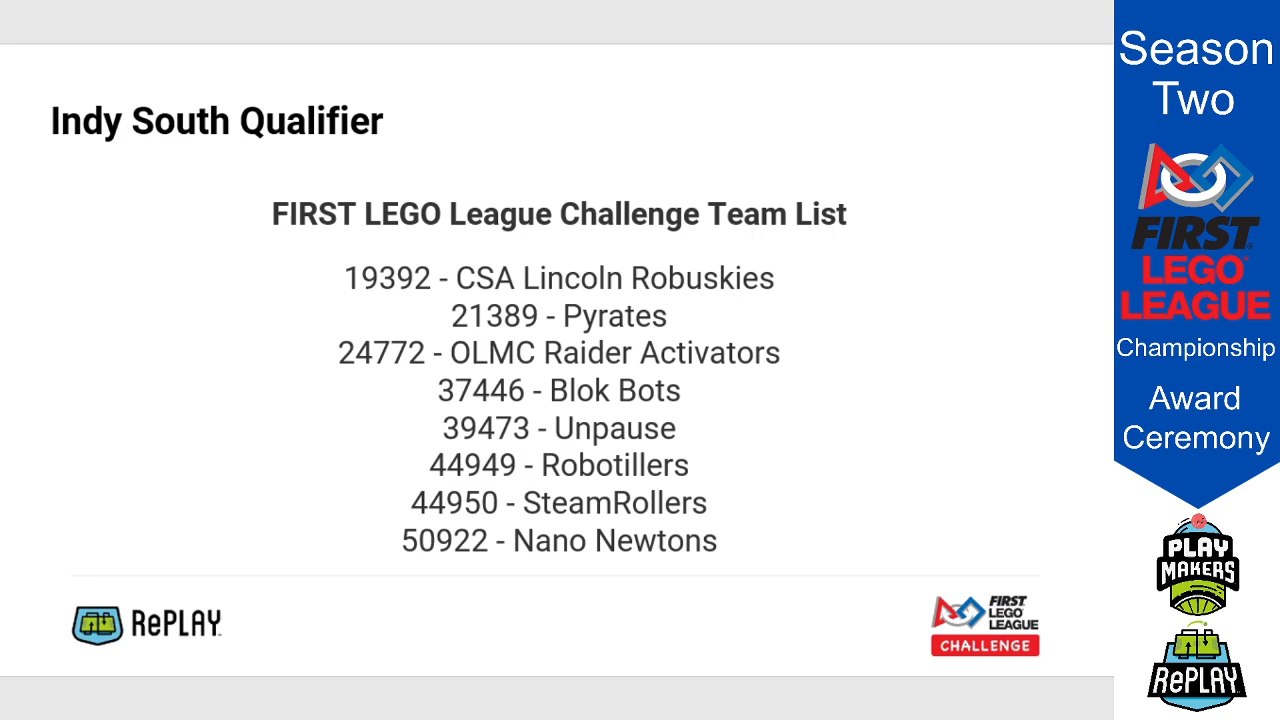 Indy South Qualifier
FIRST LEGO League Challenge Team List
19392 - CSA Lincoln Robuskies
21389 - Pyrates
24772 - OLMC Raider Activators
37446 - Blok Bots
39473 - Unpause
44949 - Robotillers
44950 - SteamRollers
50922 - Nano Newtons
RePLAY
FIRST
LEGO
LEAGUE
CHALLENGE
Season
Two
FIRST
LEGO
LEAGUE
Championship
Award
Ceremony
PLAY
MAKERS
RePLAY